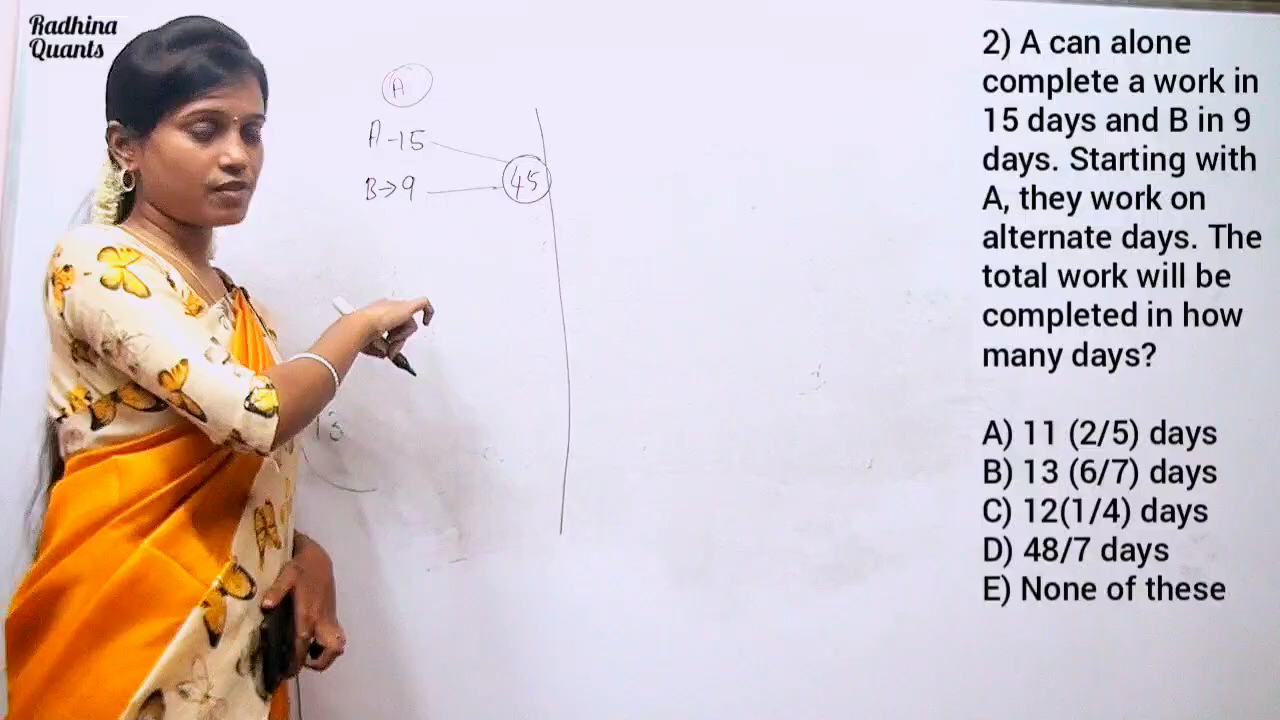 Radhina
Quants
A
A - 15
B → 9
45
2) A can alone
complete a work in
15 days and B in 9
days. Starting with
A, they work on
alternate days. The
total work will be
completed in how
many days?
A) 11 (2/5) days
B) 13 (6/7) days
C) 12(1/4) days
D) 48/7 days
E) None of these